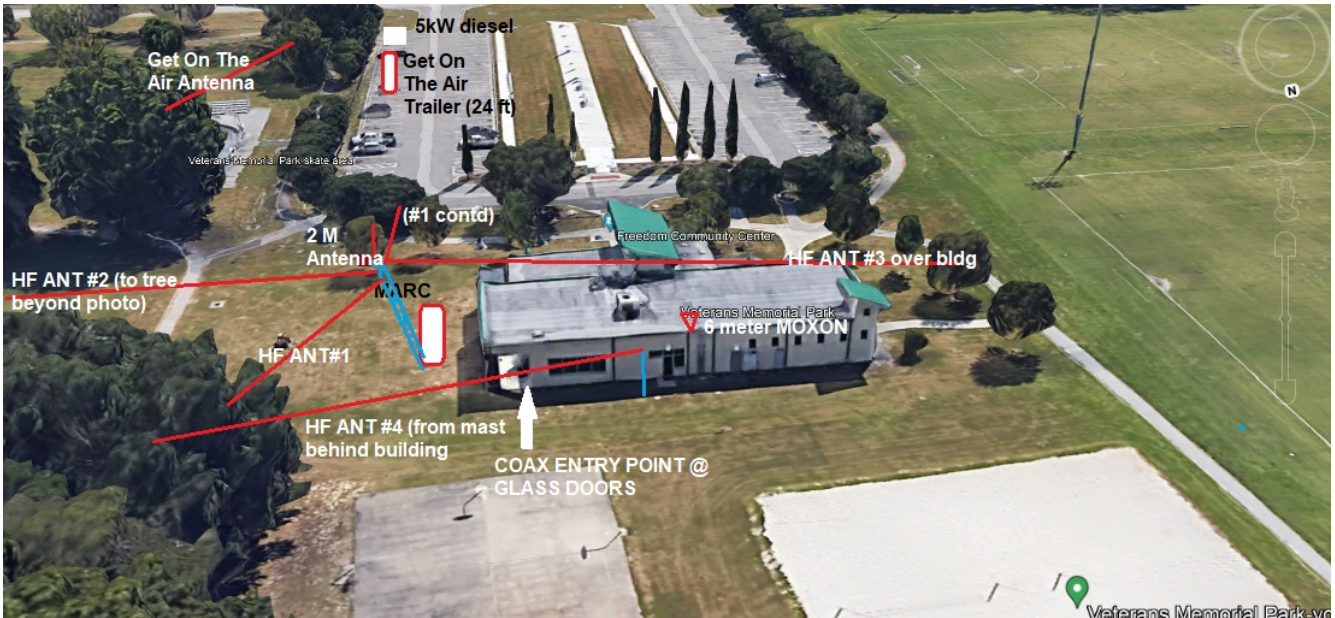 5kW diesel
Get On The
Air Antenna
Get On
The Air
Trailer (24 ft)
Veterans Memorial Park skate area
(#1 contd)
2 M
Antenna
Freedom Community Center
HF ANT #3 over bldg
HF ANT #2 (to tree
beyond photo)
MARC
Veterans Memorial Park
6 meter MOXON
HF ANT#1
HF ANT #4 (from mast
behind building
COAX ENTRY POINT @
GLASS DOORS
N
Veterans Memorial Park-vo